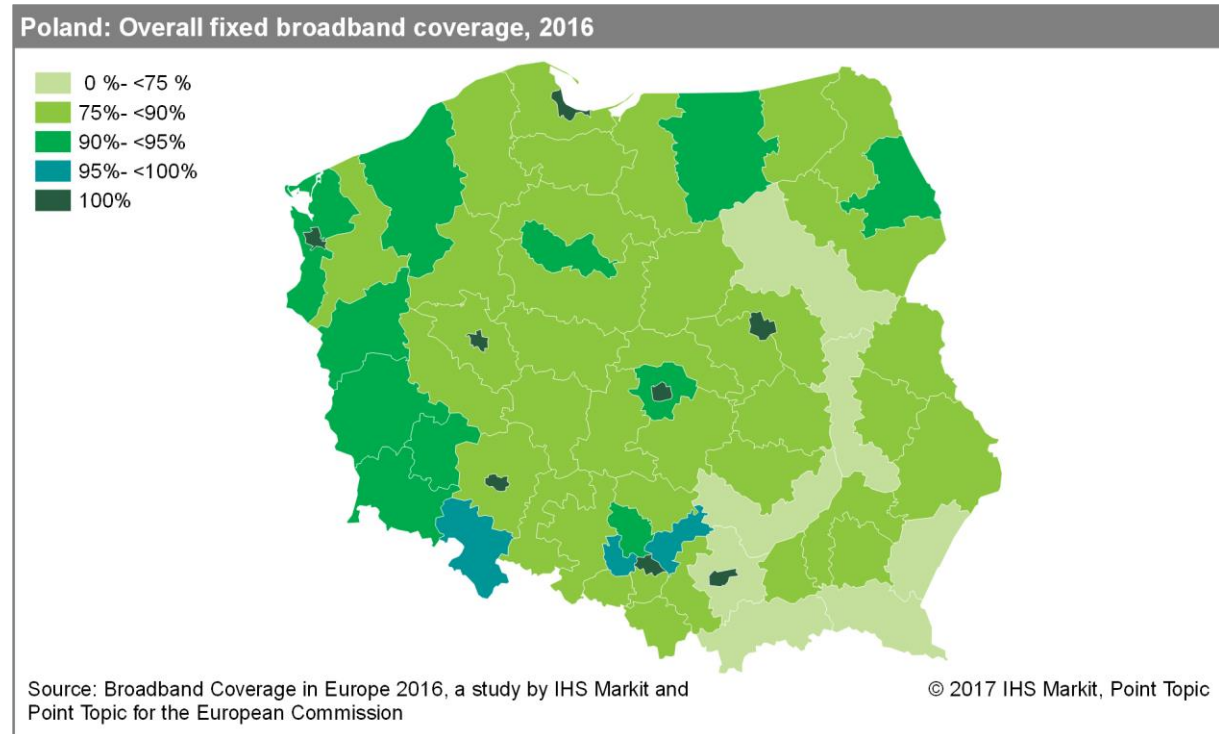 Poland: Overall fixed broadband coverage, 2016
0 %- <75 %
75%- <90%
90%- <95%
95%- <100%
100%
Source: Broadband Coverage in Europe 2016, a study by IHS Markit and
Point Topic for the European Commission
© 2017 IHS Markit, Point Topic